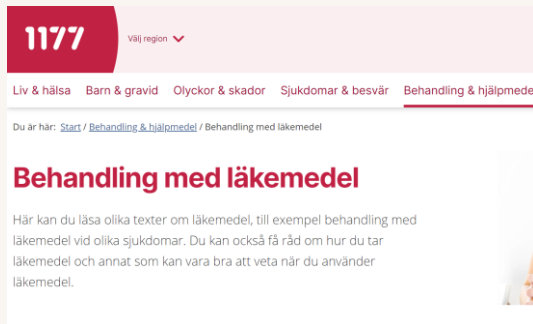 1177
Välj region
Liv & hälsa Barn & gravid Olyckor & skador Sjukdomar & besvär Behandling & hjälpmede
Du är här: Start / Behandling & hjälpmedel / Behandling med läkemedel
Behandling med läkemedel
Här kan du läsa olika texter om läkemedel, till exempel behandling med
läkemedel vid olika sjukdomar. Du kan också få råd om hur du tar
läkemedel och annat som kan vara bra att veta när du använder
läkemedel.